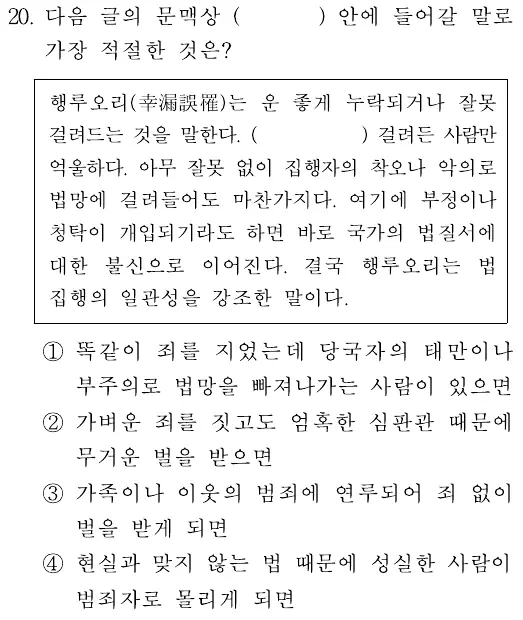 20. 다음 글의 문맥상 (        ) 안에 들어갈 말로
가장 적절한 것은?
행루오리(幸漏誤罹)는 운 좋게 누락되거나 잘못
걸려드는 것을 말한다. (        ) 걸려든 사람만
억울하다. 아무 잘못 없이 집행자의 착오나 악의로
법망에 걸려들어도 마찬가지다. 여기에 부정이나
청탁이 개입되기라도 하면 바로 국가의 법질서에
대한 불신으로 이어진다. 결국 행루오리는 법
집행의 일관성을 강조한 말이다.
① 똑같이 죄를 지었는데 당국자의 태만이나
부주의로 법망을 빠져나가는 사람이 있으면
② 가벼운 죄를 짓고도 엄혹한 심판관 때문에
무거운 벌을 받으면
③ 가족이나 이웃의 범죄에 연루되어 죄 없이
벌을 받게 되면
④ 현실과 맞지 않는 법 때문에 성실한 사람이
범죄자로 몰리게 되면